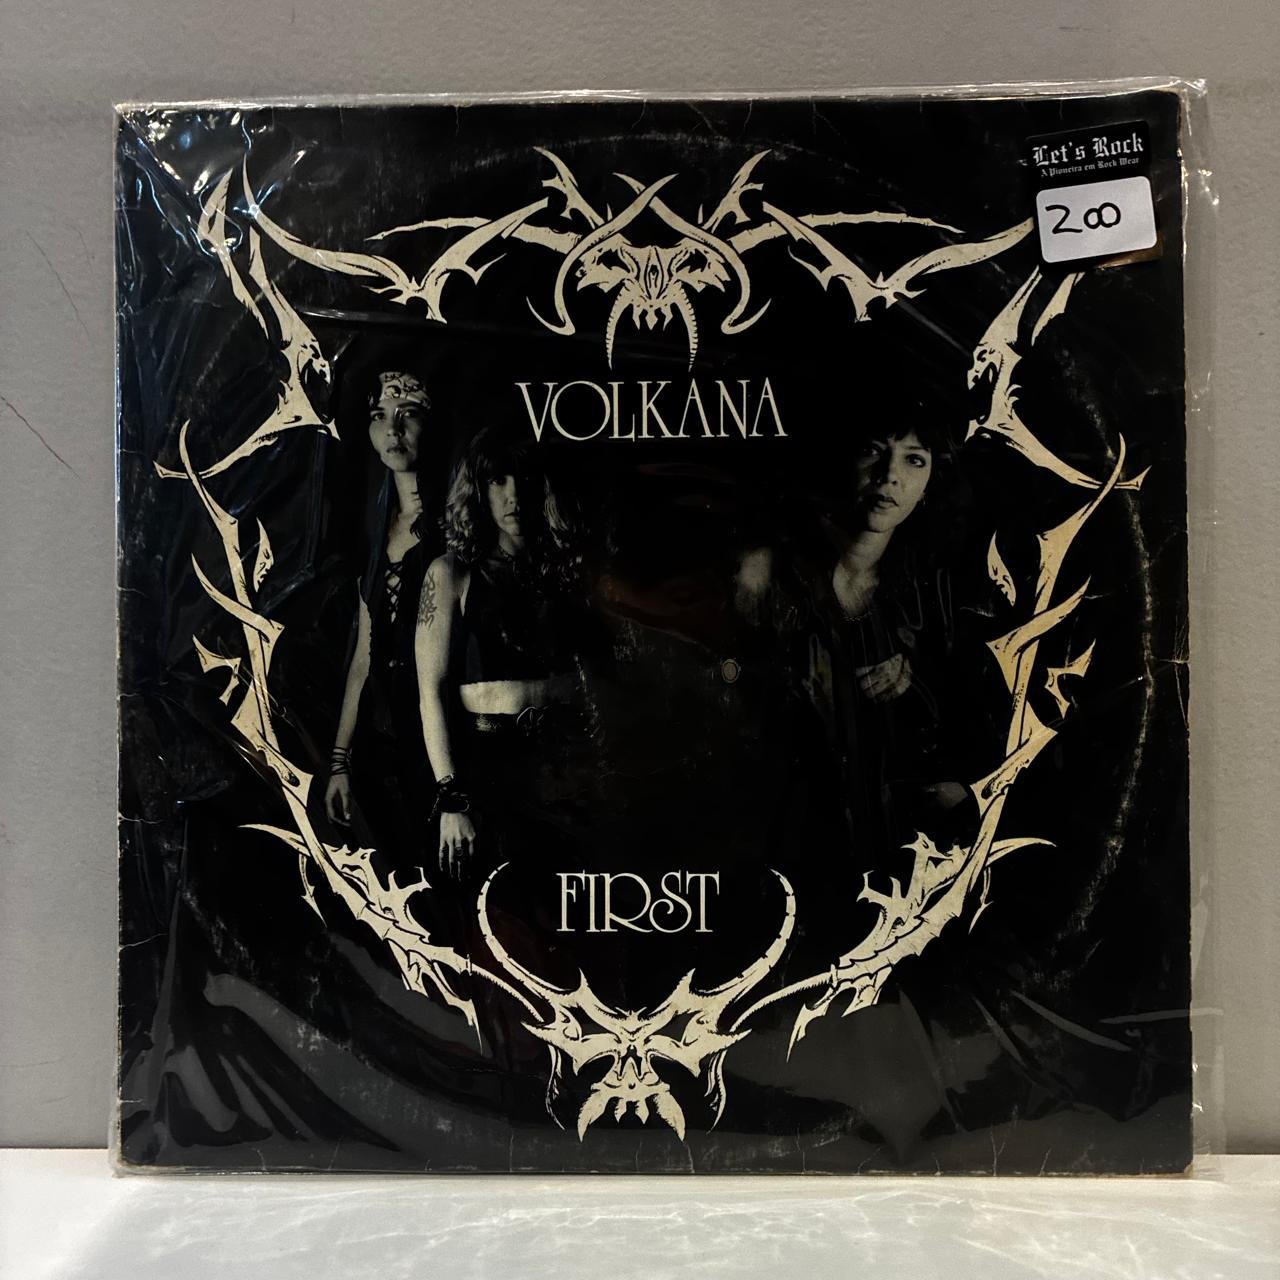 Let's Rock
A Pioneira em Rock Wear
200
VOLKANA
FIRST